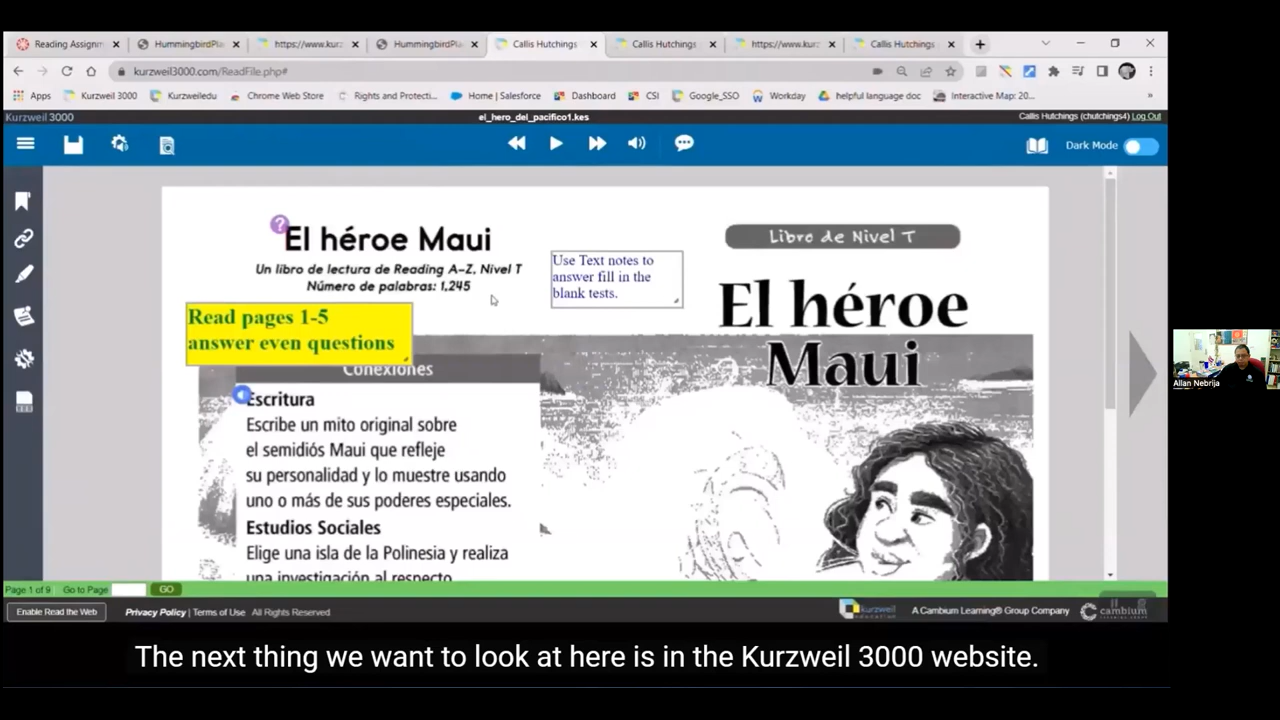 Reading Assignm
HummingbirdPla
https://www.kur:
HummingbirdPla
Callis Hutchings
Callis Hutchings
https://www.kurz
Callis Hutchings
kurzweil3000.com/ReadFile.php#
Apps
Kurzweil 3000
Kurzweiledu
Chrome Web Store
Rights and Protecti...
Home | Salesforce
Dashboard
CSI
Google_SSO
Workday
helpful language doc
Interactive Map: 20...
»
Kurzweil 3000
el_hero_del_pacifico1.kes
Callis Hutchings (chutchings4) Log Out
Dark Mode
?
El héroe Maui
Un libro de lectura de Reading A–Z, Nivel T
Número de palabras: 1,245
Use Text notes to
answer fill in the
blank tests.
Read pages 1-5
answer even questions
Libro de Nivel T
El héroe
Maui
Conexiones
Escritura
Escribe un mito original sobre
el semidiós Maui que refleje
su personalidad y lo muestre usando
uno o más de sus poderes especiales.
Estudios Sociales
Elige una isla de la Polinesia y realiza
una investigación al respecto
Page 1 of 9
Go to Page
GO
Enable Read the Web
Privacy Policy | Terms of Use All Rights Reserved
kurzweil
A Cambium Learning® Group Company
cambium
Allan Nebrija
The next thing we want to look at here is in the Kurzweil 3000 website.